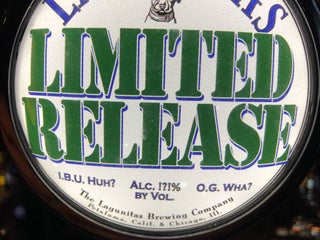 LIMITED
RELEASE
I.B.U. HUH? ALC. !?!% BY VOL. O.G. WHA?
The Lagunitas Brewing Company
Petaluma, Calif. & Chicago, Ill